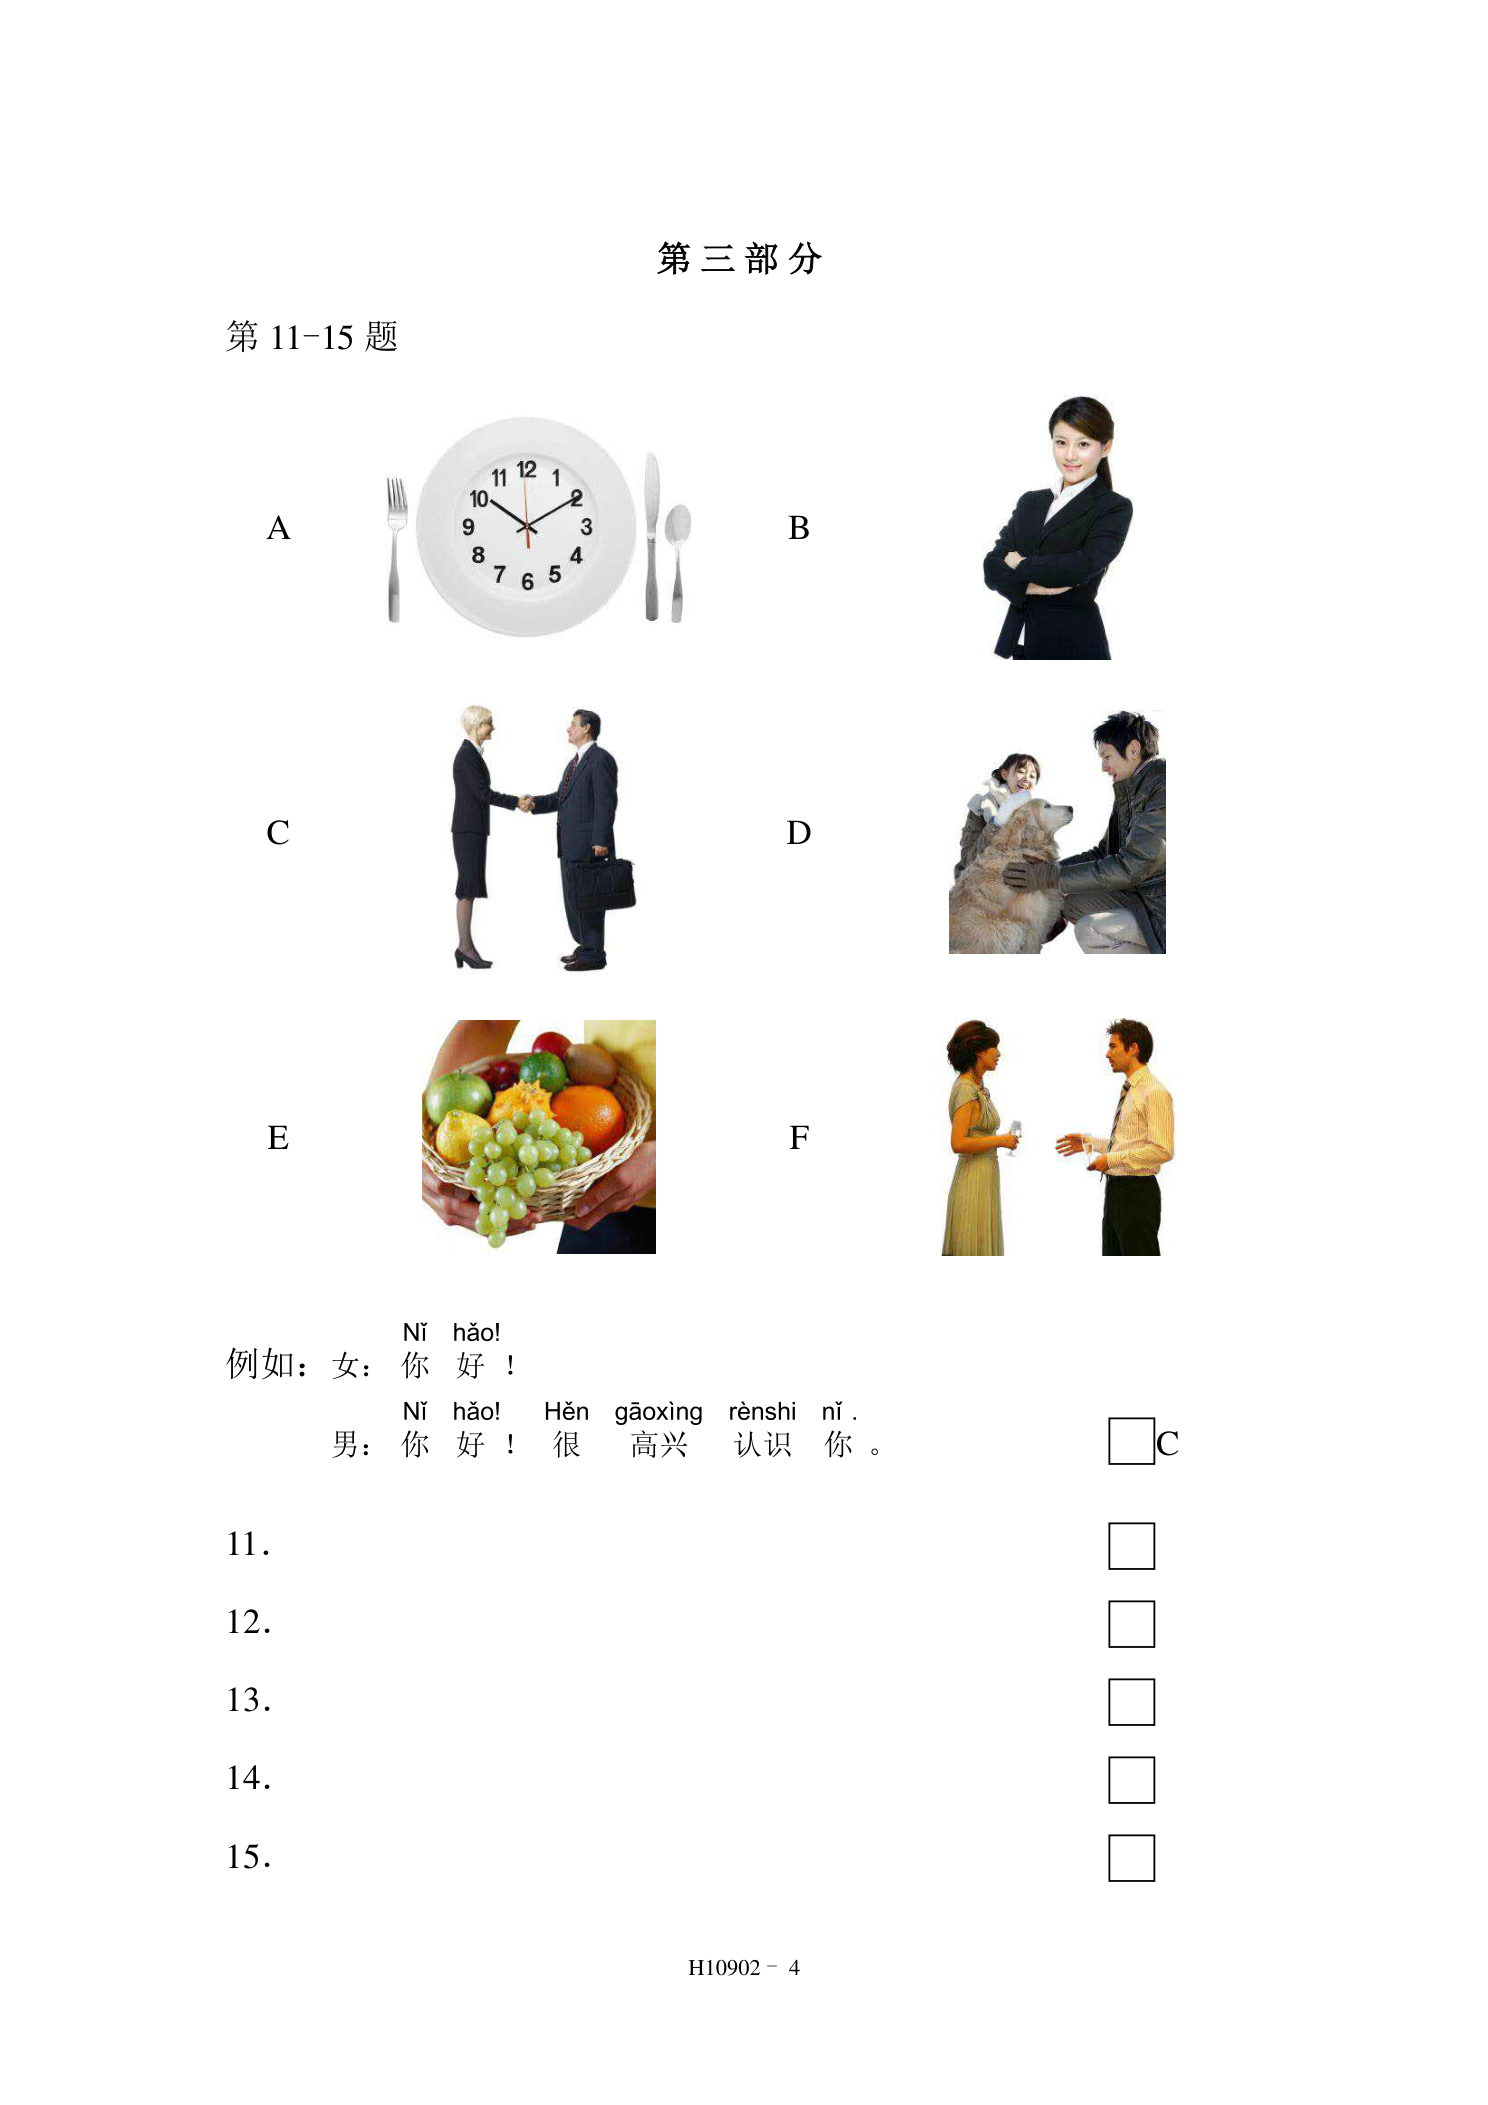 第三部分
第 11-15 题
11 12 1
10 2
A 9 3 B
8 4
7 6 5
C D
E F
Nǐ hǎo!
例如：女：你 好 ！
Nǐ hǎo! Hěn gāoxìng rènshi nǐ .
男：你 好 ！ 很 高兴 认识 你 。 C
11．
12．
13．
14．
15．
H10902 - 4